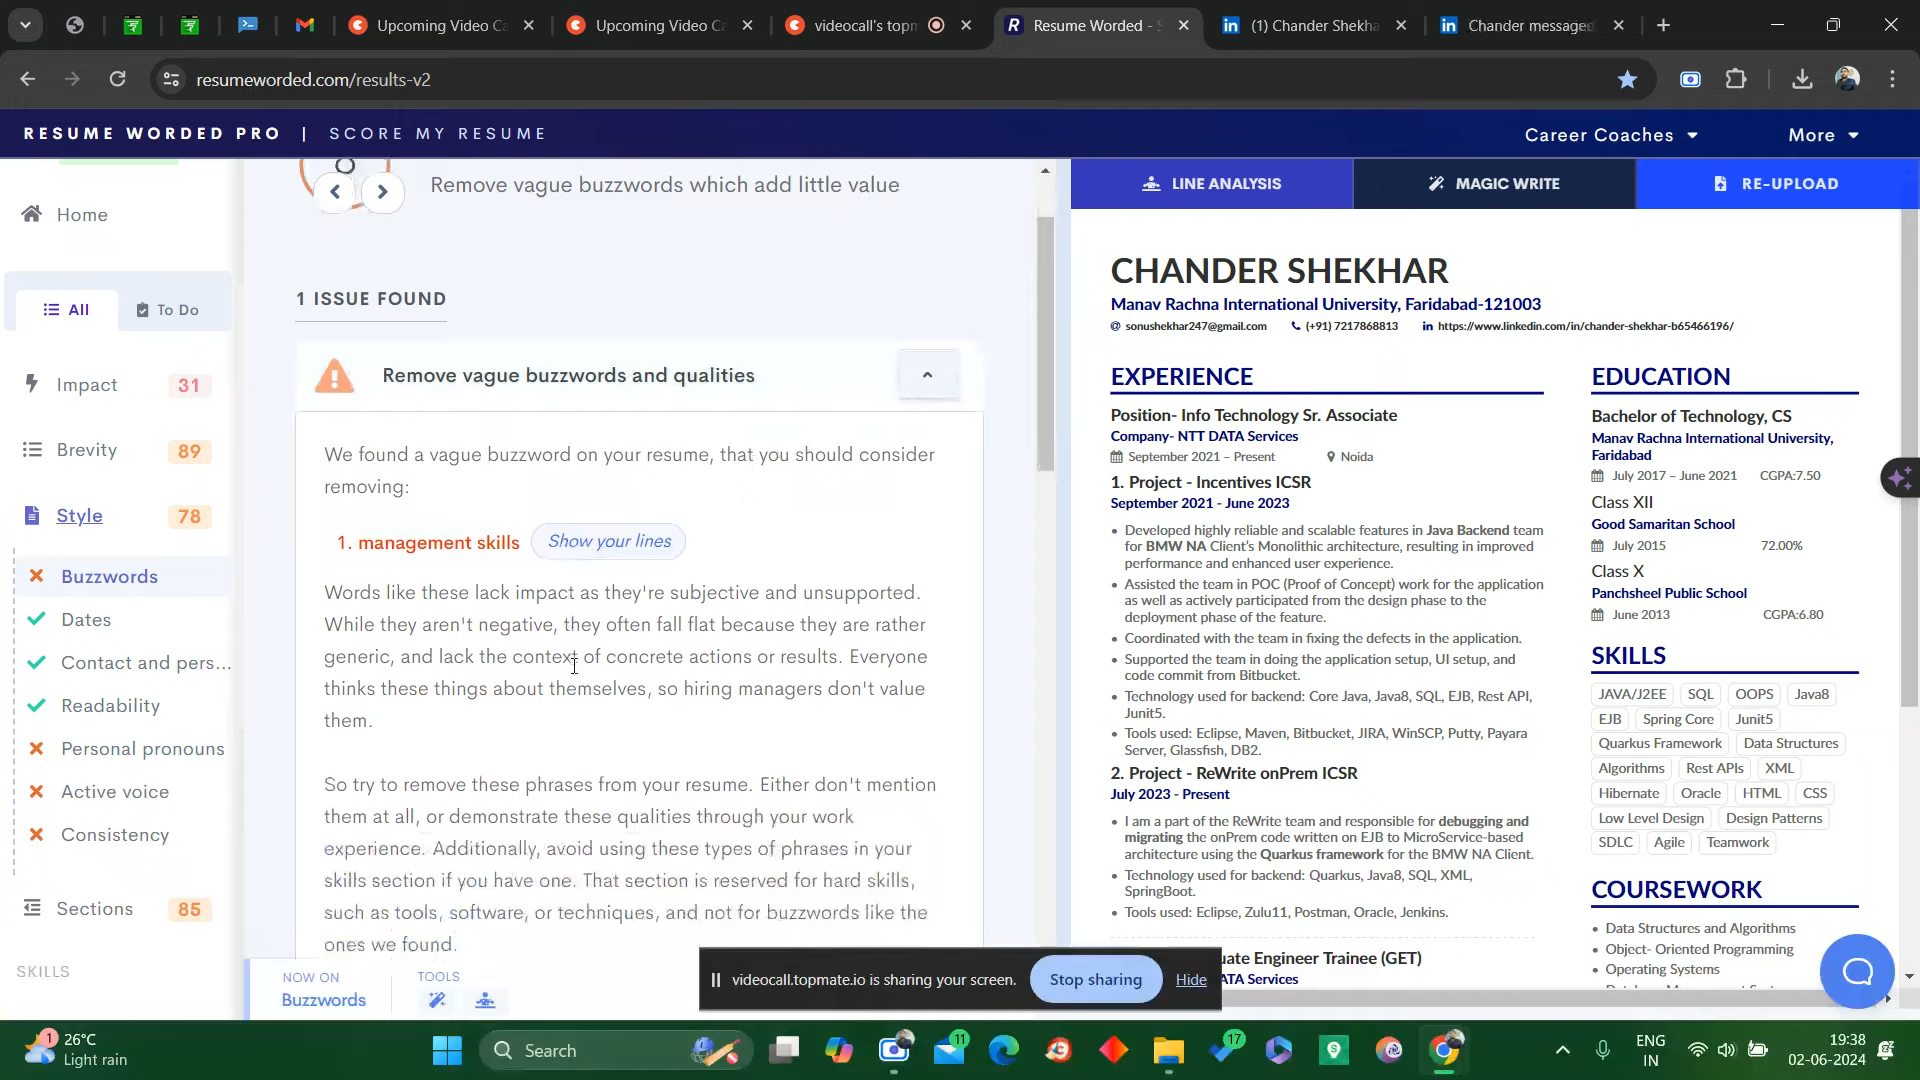 Upcoming Video Ca
Upcoming Video Ca
videocall's topm
Resume Worded - S
(1) Chander Shekha
Chander messaged
resumeworded.com/results-v2
RESUME WORDED PRO | SCORE MY RESUME
Career Coaches
More
Home
All
To Do
Impact 31
Brevity 89
Style 78
Buzzwords
Dates
Contact and pers...
Readability
Personal pronouns
Active voice
Consistency
Sections 85
SKILLS
Remove vague buzzwords which add little value
1 ISSUE FOUND
Remove vague buzzwords and qualities
We found a vague buzzword on your resume, that you should consider
removing:
1. management skills Show your lines
Words like these lack impact as they're subjective and unsupported.
While they aren't negative, they often fall flat because they are rather
generic, and lack the context of concrete actions or results. Everyone
thinks these things about themselves, so hiring managers don't value
them.
So try to remove these phrases from your resume. Either don't mention
them at all, or demonstrate these qualities through your work
experience. Additionally, avoid using these types of phrases in your
skills section if you have one. That section is reserved for hard skills,
such as tools, software, or techniques, and not for buzzwords like the
ones we found.
NOW ON
Buzzwords
TOOLS
LINE ANALYSIS
MAGIC WRITE
RE-UPLOAD
CHANDER SHEKHAR
Manav Rachna International University, Faridabad-121003
@ sonushekhar247@gmail.com (+91) 7217868813 in https://www.linkedin.com/in/chander-shekhar-b65466196/
EXPERIENCE
Position- Info Technology Sr. Associate
Company- NTT DATA Services
September 2021 – Present Noida
1. Project - Incentives ICSR
September 2021 - June 2023
• Developed highly reliable and scalable features in Java Backend team
for BMW NA Client's Monolithic architecture, resulting in improved
performance and enhanced user experience.
• Assisted the team in POC (Proof of Concept) work for the application
as well as actively participated from the design phase to the
deployment phase of the feature.
• Coordinated with the team in fixing the defects in the application.
• Supported the team in doing the application setup, UI setup, and
code commit from Bitbucket.
• Technology used for backend: Core Java, Java8, SQL, EJB, Rest API,
Junit5.
• Tools used: Eclipse, Maven, Bitbucket, JIRA, WinSCP, Putty, Payara
Server, Glassfish, DB2.
2. Project - ReWrite onPrem ICSR
July 2023 - Present
• I am a part of the ReWrite team and responsible for debugging and
migrating the onPrem code written on EJB to MicroService-based
architecture using the Quarkus framework for the BMW NA Client.
• Technology used for backend: Quarkus, Java8, SQL, XML,
SpringBoot.
• Tools used: Eclipse, Zulu11, Postman, Oracle, Jenkins.
uate Engineer Trainee (GET)
ATA Services
EDUCATION
Bachelor of Technology, CS
Manav Rachna International University,
Faridabad
July 2017 – June 2021 CGPA:7.50
Class XII
Good Samaritan School
July 2015 72.00%
Class X
Panchsheel Public School
June 2013 CGPA:6.80
SKILLS
JAVA/J2EE SQL OOPS Java8
EJB Spring Core Junit5
Quarkus Framework Data Structures
Algorithms Rest APIs XML
Hibernate Oracle HTML CSS
Low Level Design Design Patterns
SDLC Agile Teamwork
COURSEWORK
• Data Structures and Algorithms
• Object- Oriented Programming
• Operating Systems
videocall.topmate.io is sharing your screen. Stop sharing Hide
1
26°C
Light rain
Search
11
17
ENG
IN
19:38
02-06-2024